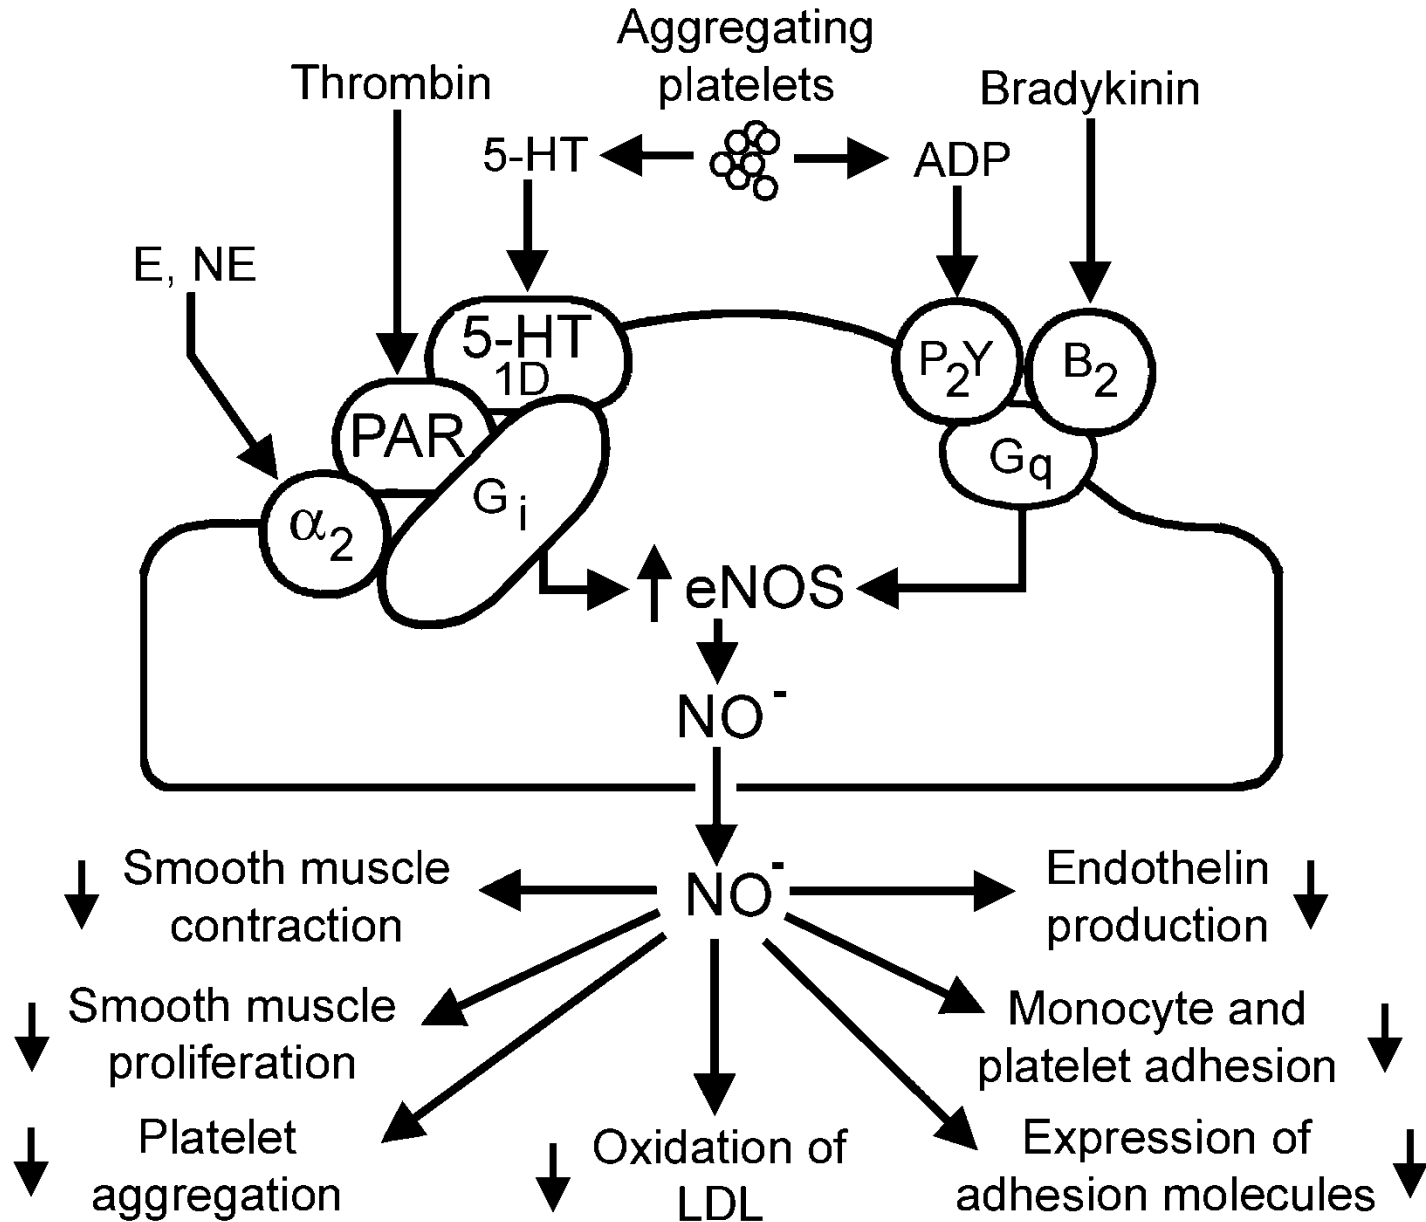 Aggregating
platelets
Thrombin
Bradykinin
5-HT
ADP
E, NE
5-HT
1D
P2Y
B2
PAR
Gq
Gi
α2
eNOS
NO-
NO-
Smooth muscle
contraction
Endothelin
production
Smooth muscle
proliferation
Monocyte and
platelet adhesion
Platelet
aggregation
Oxidation of
LDL
Expression of
adhesion molecules